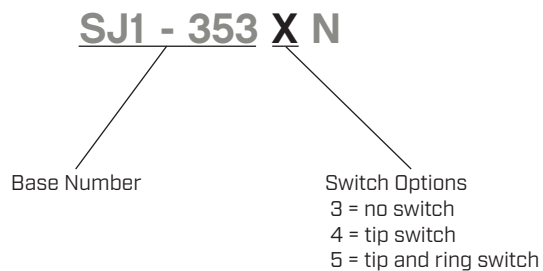 SJ1 - 353 X N
Base Number
Switch Options
3 = no switch
4 = tip switch
5 = tip and ring switch